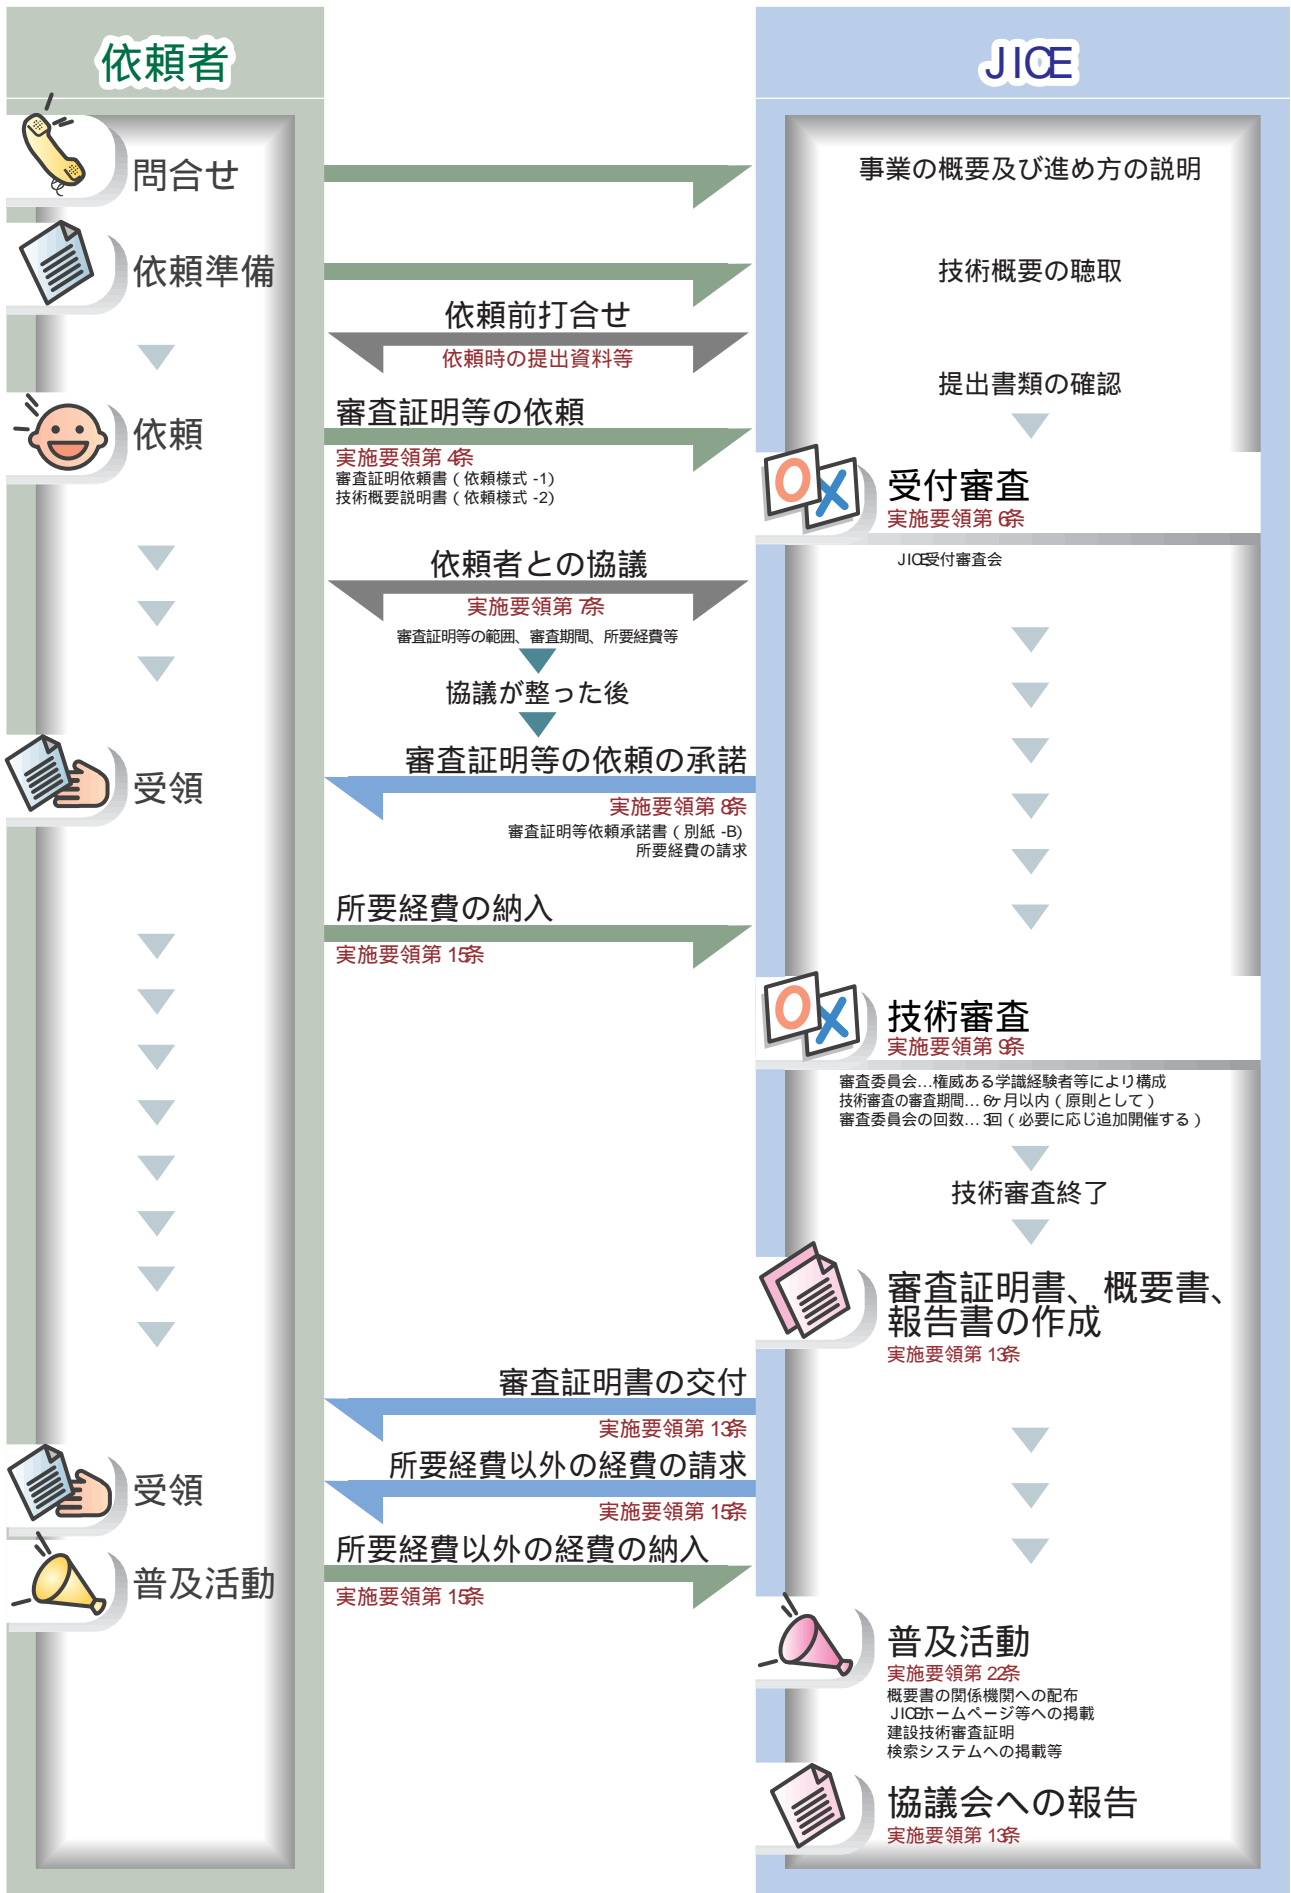 依頼者
JICE
問合せ
事業の概要及び進め方の説明
依頼準備
技術概要の聴取
依頼前打合せ
依頼時の提出資料等
提出書類の確認
依頼
審査証明等の依頼
実施要領第4条
審査証明依頼書(依頼様式-1)
技術概要説明書(依頼様式-2)
受付審査
実施要領第6条
JICE受付審査会
依頼者との協議
実施要領第7条
審査証明等の範囲、審査期間、所要経費等
協議が整った後
審査証明等の依頼の承諾
受領
実施要領第8条
審査証明等依頼承諾書(別紙-B)
所要経費の請求
所要経費の納入
実施要領第15条
技術審査
実施要領第9条
審査委員会…権威ある学識経験者等により構成
技術審査の審査期間…6ヶ月以内(原則として)
審査委員会の回数…3回(必要に応じ追加開催する)
技術審査終了
審査証明書、概要書、
報告書の作成
実施要領第13条
審査証明書の交付
実施要領第13条
所要経費以外の経費の請求
受領
実施要領第15条
所要経費以外の経費の納入
普及活動
実施要領第15条
普及活動
実施要領第22条
概要書の関係機関への配布
JICEホームページ等への掲載
建設技術審査証明
検索システムへの掲載等
協議会への報告
実施要領第13条